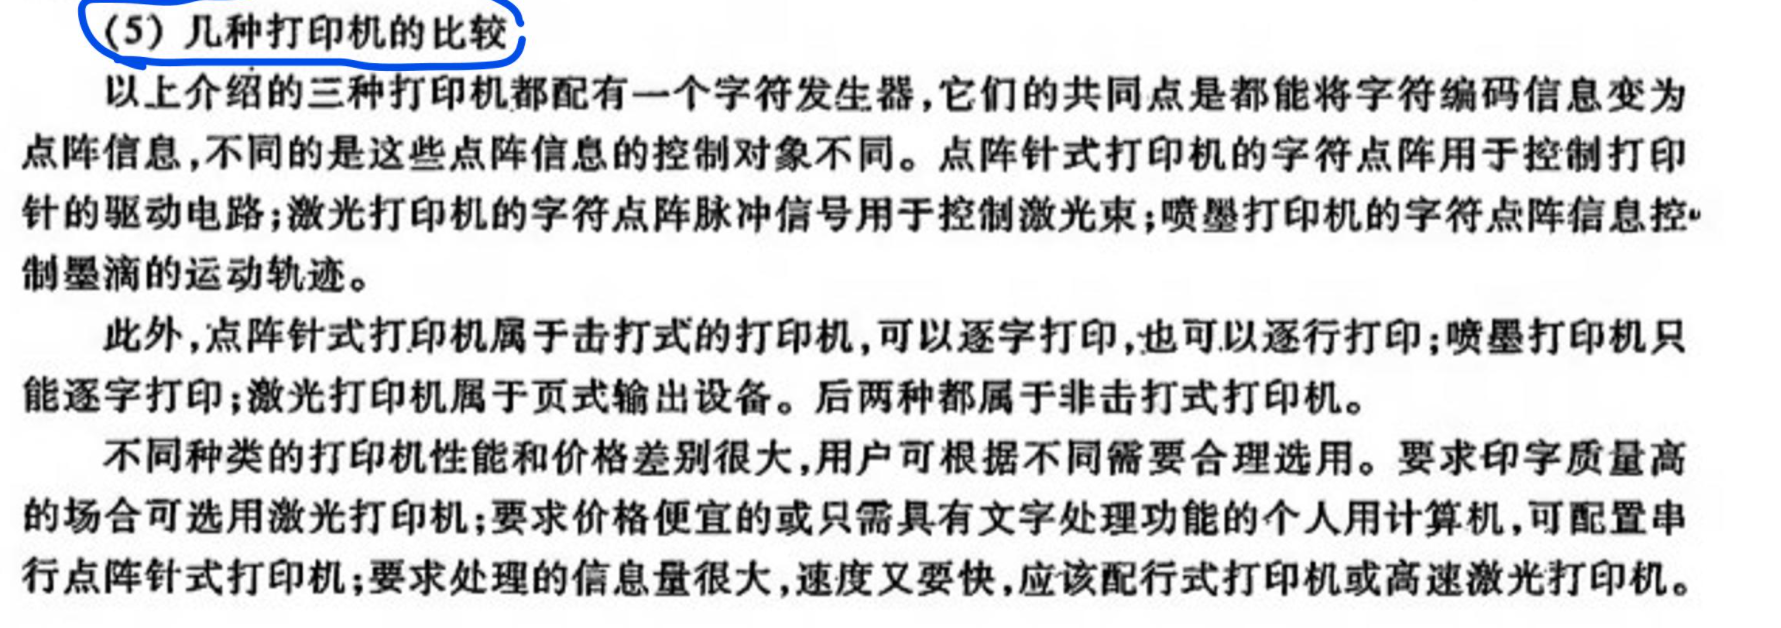 (5) 几种打印机的比较
以上介绍的三种打印机都配有一个字符发生器,它们的共同点是都能将字符编码信息变为
点阵信息,不同的是这些点阵信息的控制对象不同。点阵针式打印机的字符点阵用于控制打印
针的驱动电路;激光打印机的字符点阵脉冲信号用于控制激光束;喷墨打印机的字符点阵信息控
制墨滴的运动轨迹。
此外,点阵针式打印机属于击打式的打印机,可以逐字打印,也可以逐行打印;喷墨打印机只
能逐字打印;激光打印机属于页式输出设备。后两种都属于非击打式打印机。
不同种类的打印机性能和价格差别很大,用户可根据不同需要合理选用。要求印字质量高
的场合可选用激光打印机;要求价格便宜的或只需具有文字处理功能的个人用计算机,可配置串
行点阵针式打印机;要求处理的信息量很大,速度又要快,应该配行式打印机或高速激光打印机。